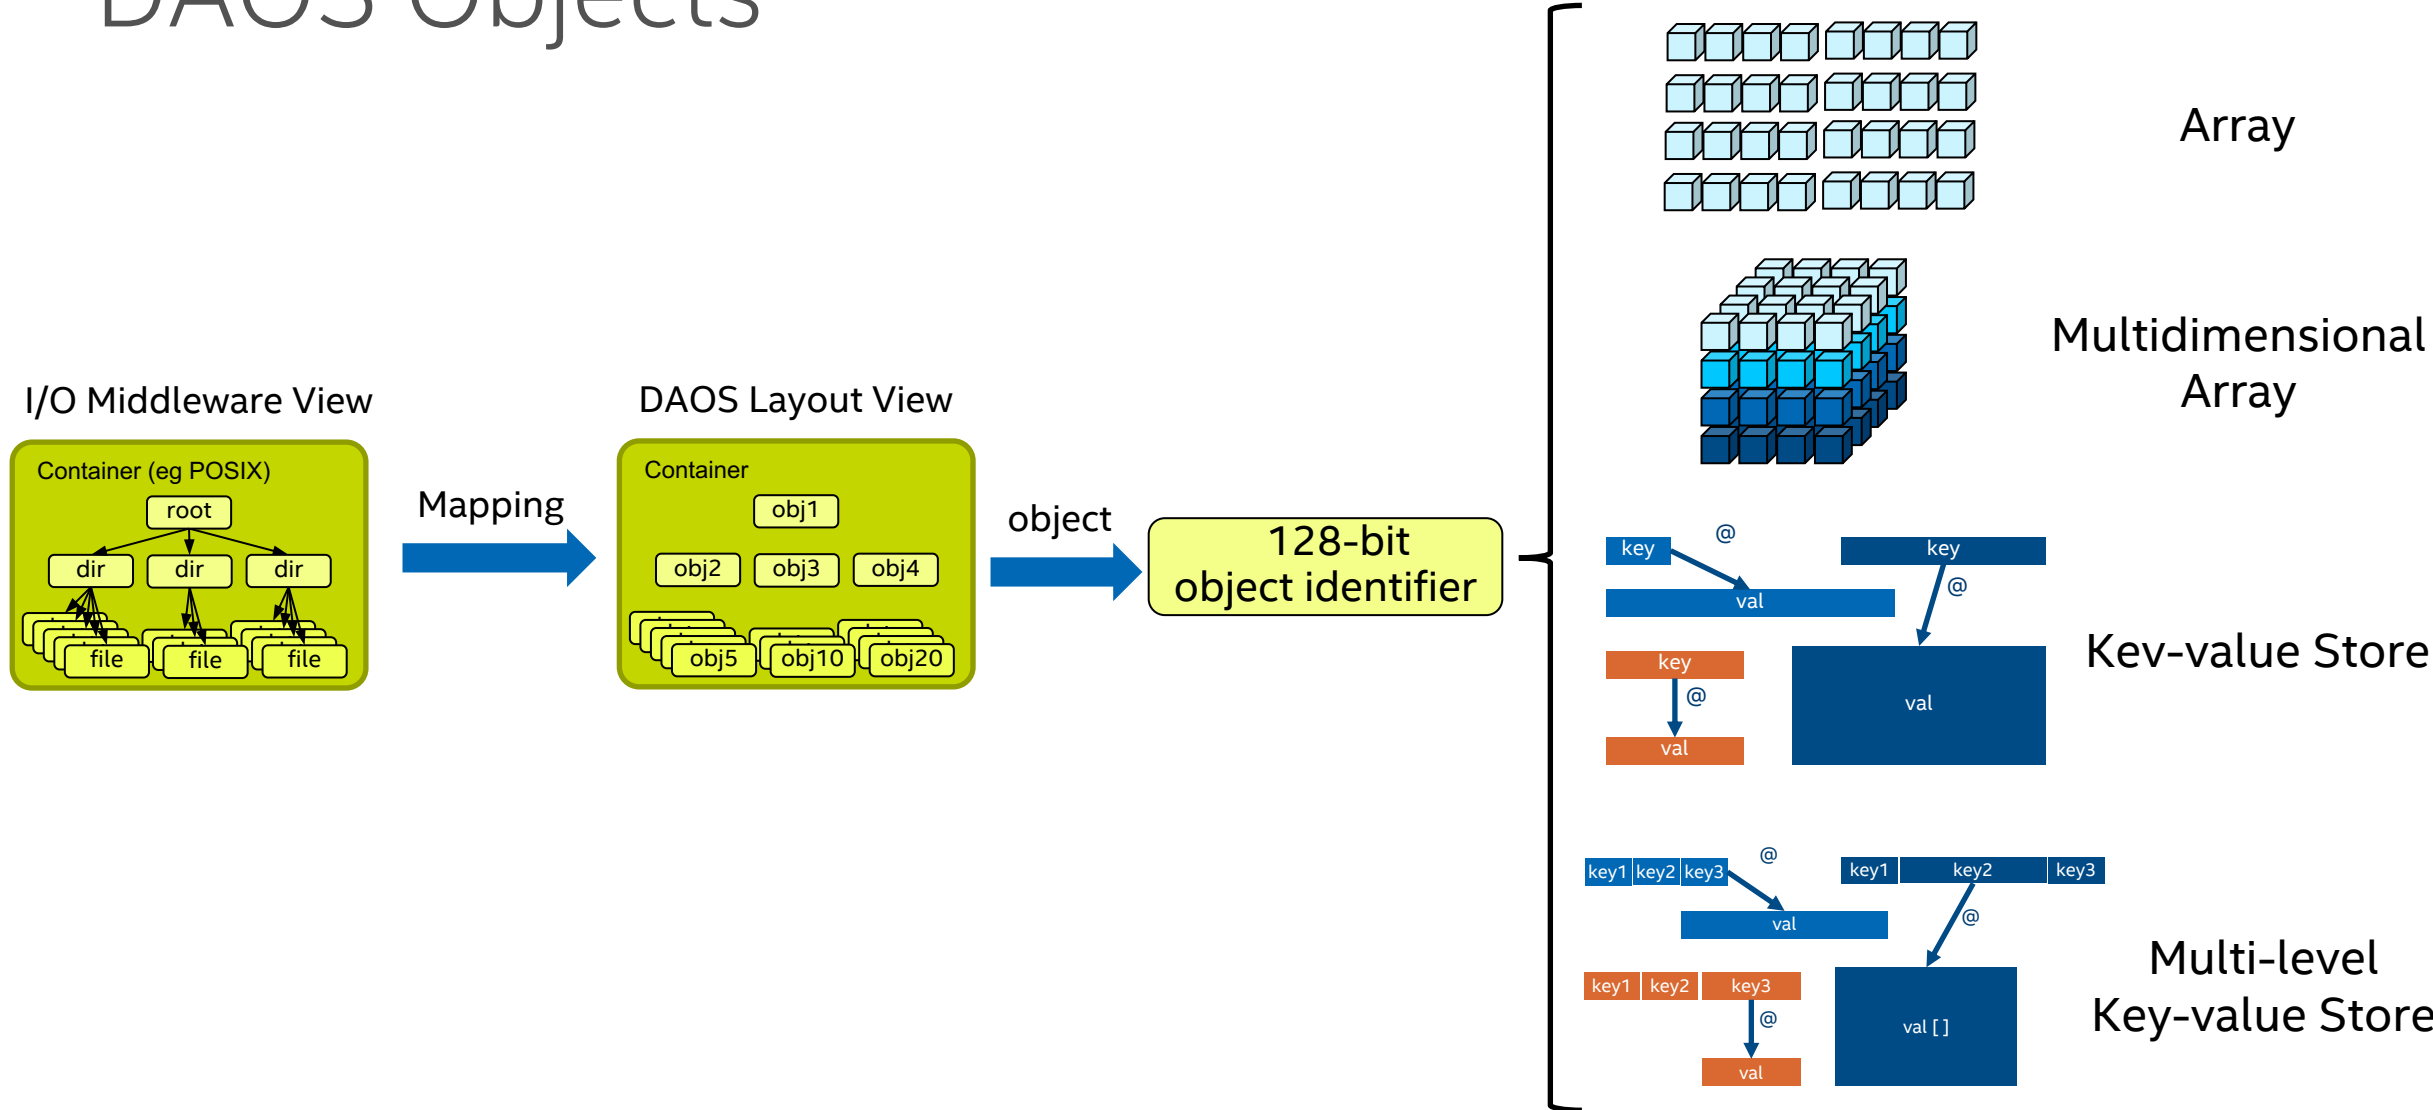 DAOS Objects
Array
Multidimensional
Array
I/O Middleware View
Container (eg POSIX)
root
dir
dir
dir
file
file
file
Mapping
DAOS Layout View
Container
obj1
obj2
obj3
obj4
obj5
obj10
obj20
object
128-bit
object identifier
key
@
key
@
val
key
@
val
val
Kev-value Store
key1 key2 key3
@
key1 key2 key3
@
val
key1 key2 key3
@
val
val [ ]
Multi-level
Key-value Store